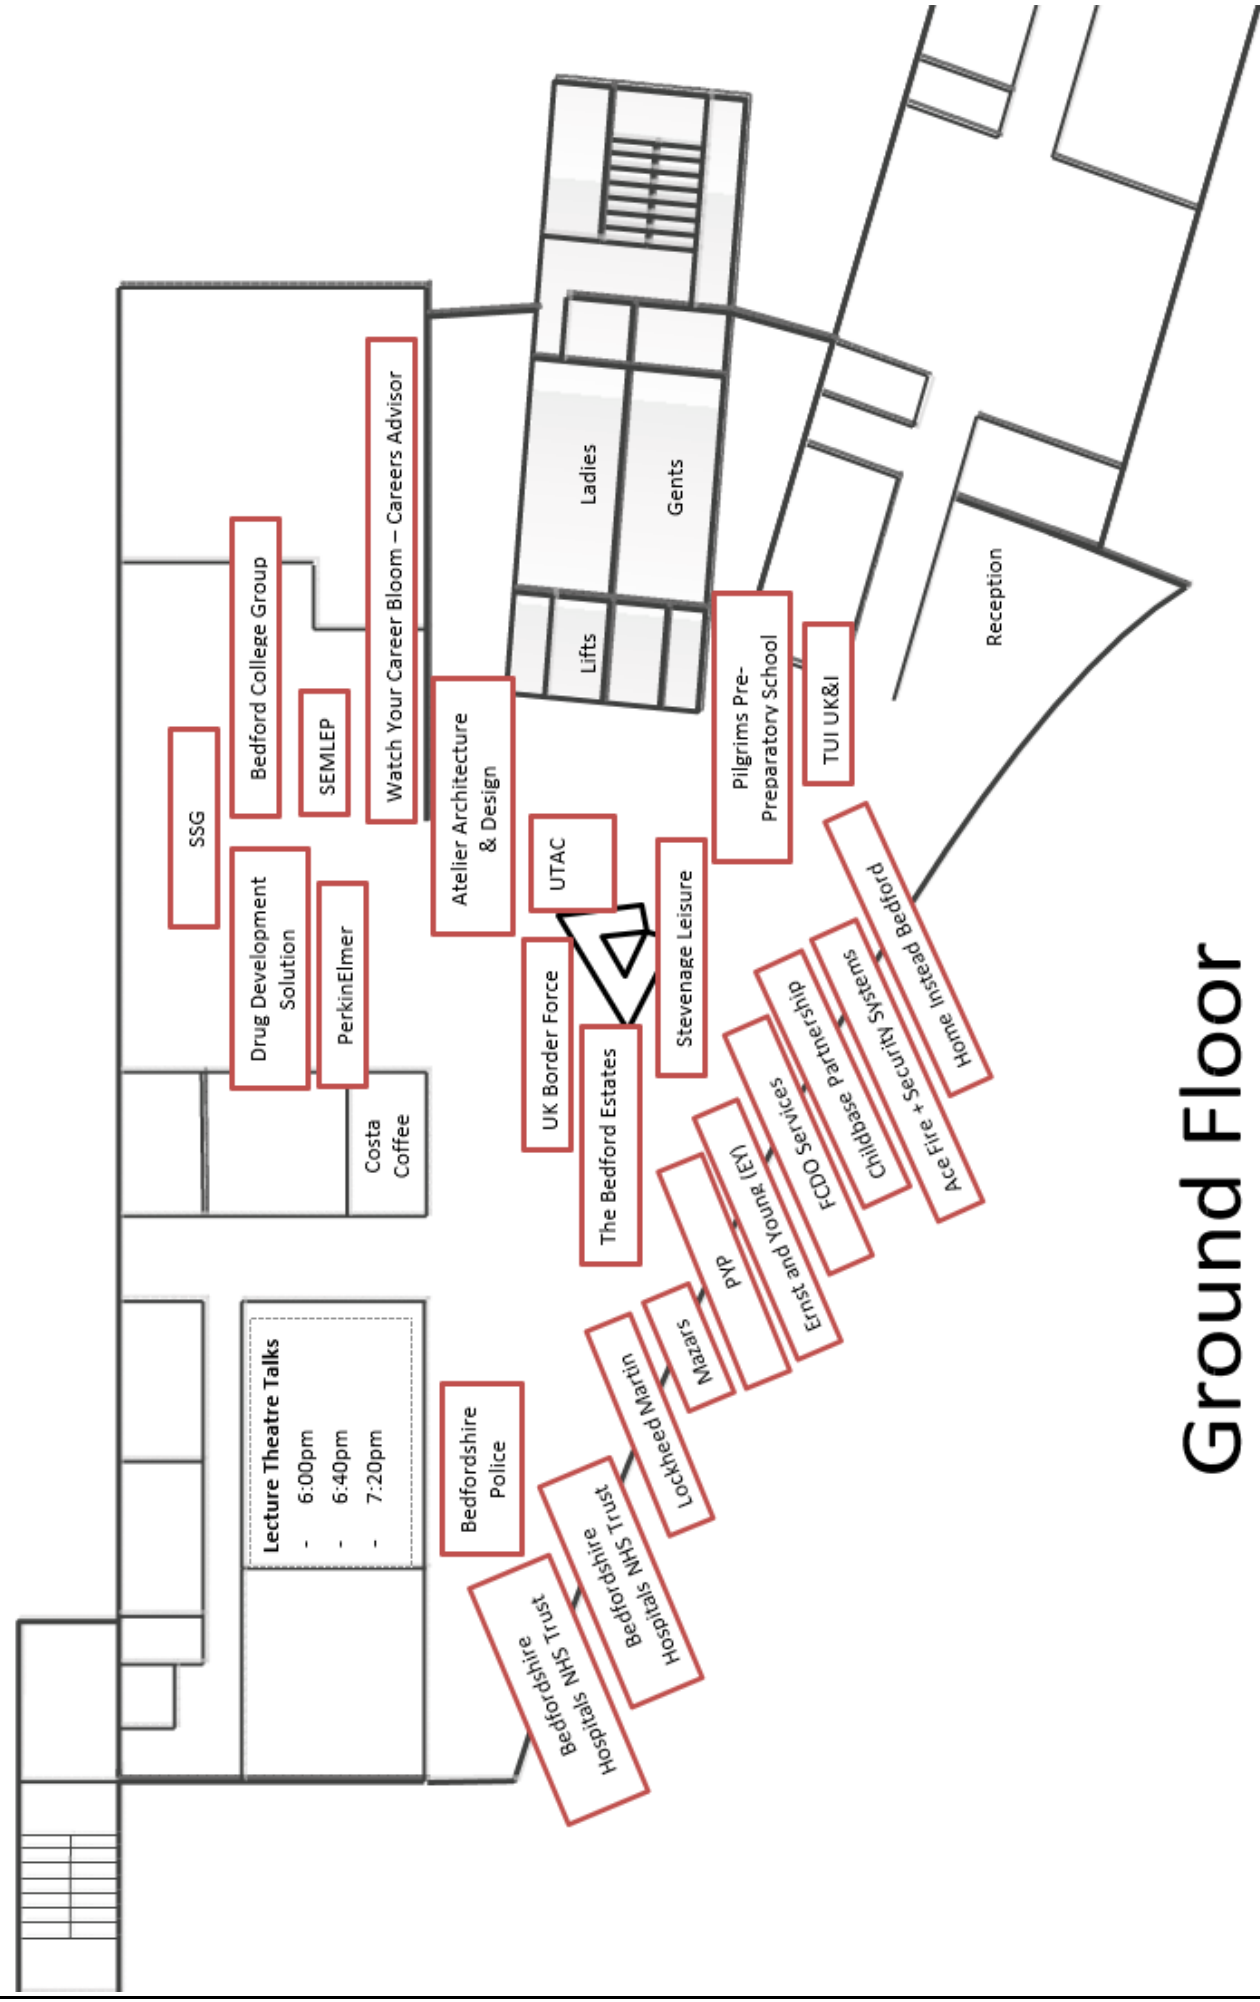 Lecture Theatre Talks
- 6:00pm
- 6:40pm
- 7:20pm
Costa
Coffee
Drug Development
Solution
PerkinElmer
SSG
Bedford College Group
SEMLEP
Watch Your Career Bloom – Careers Advisor
Bedfordshire
Police
Atelier Architecture
& Design
UK Border Force
UTAC
The Bedford Estates
Stevenage Leisure
Lifts
Ladies
Gents
Pilgrims Pre-
Preparatory School
TUI UK&I
Reception
Bedfordshire
Hospitals NHS Trust
Bedfordshire
Hospitals NHS Trust
Lockheed Martin
Mazars
PYP
Ernst and Young (EY)
FCDO Services
Childbase Partnership
Ace Fire + Security Systems
Home Instead Bedford
Ground Floor